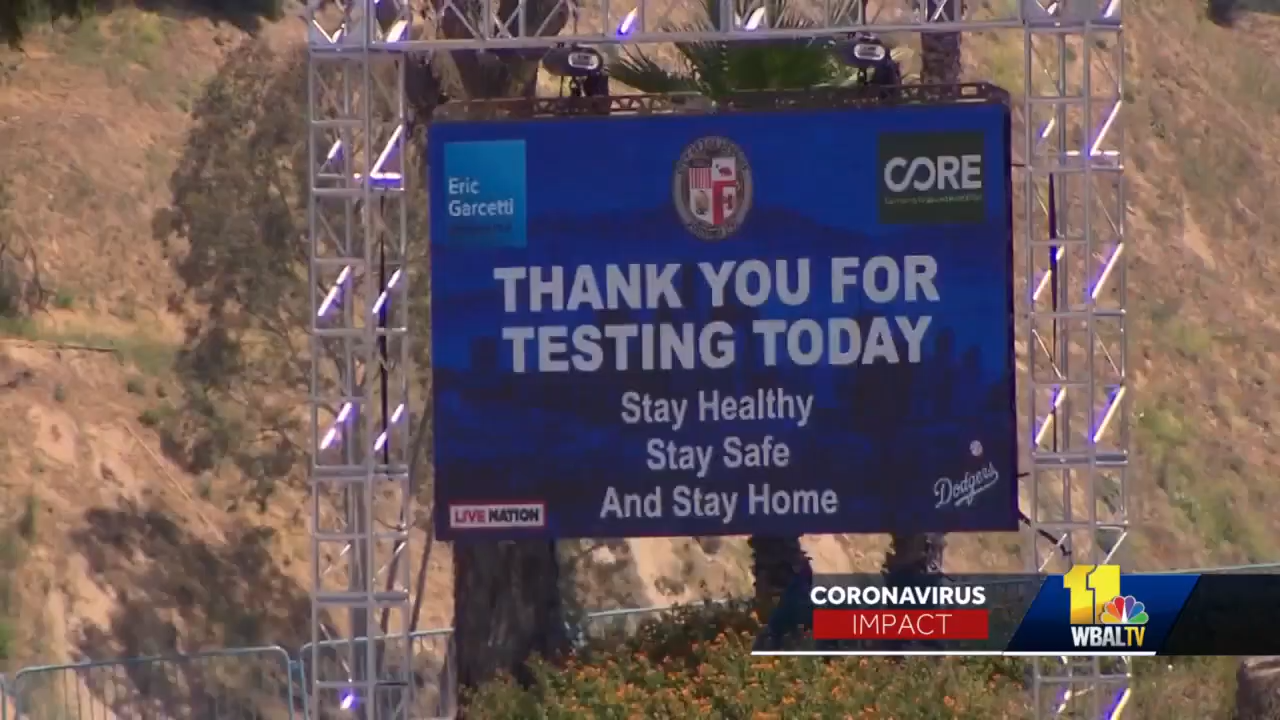 Eric
Garcetti
CORE
THANK YOU FOR
TESTING TODAY
Stay Healthy
Stay Safe
And Stay Home
Dodgers
LIVE NATION
CORONAVIRUS
IMPACT
11
WBALTV